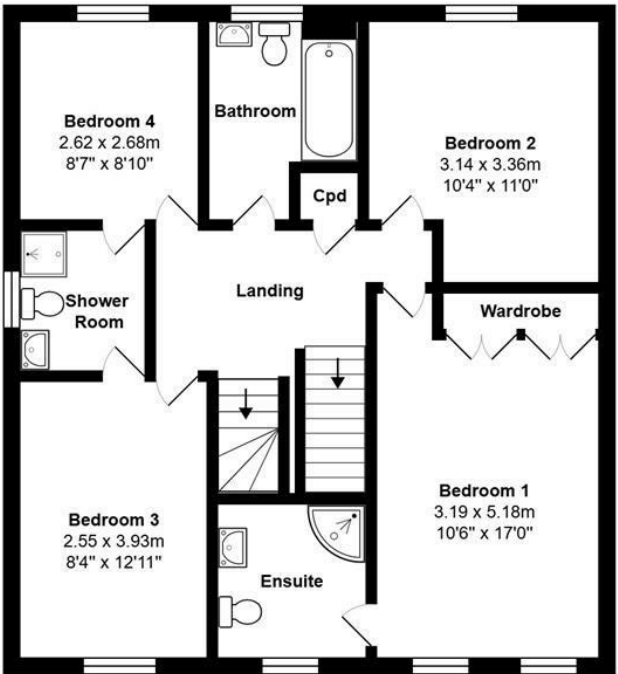 Bedroom 4
2.62 x 2.68m
8'7" x 8'10"
Bathroom
Bedroom 2
3.14 x 3.36m
10'4" x 11'0"
Cpd
Landing
Shower
Room
Wardrobe
Bedroom 3
2.55 x 3.93m
8'4" x 12'11"
Ensuite
Bedroom 1
3.19 x 5.18m
10'6" x 17'0"